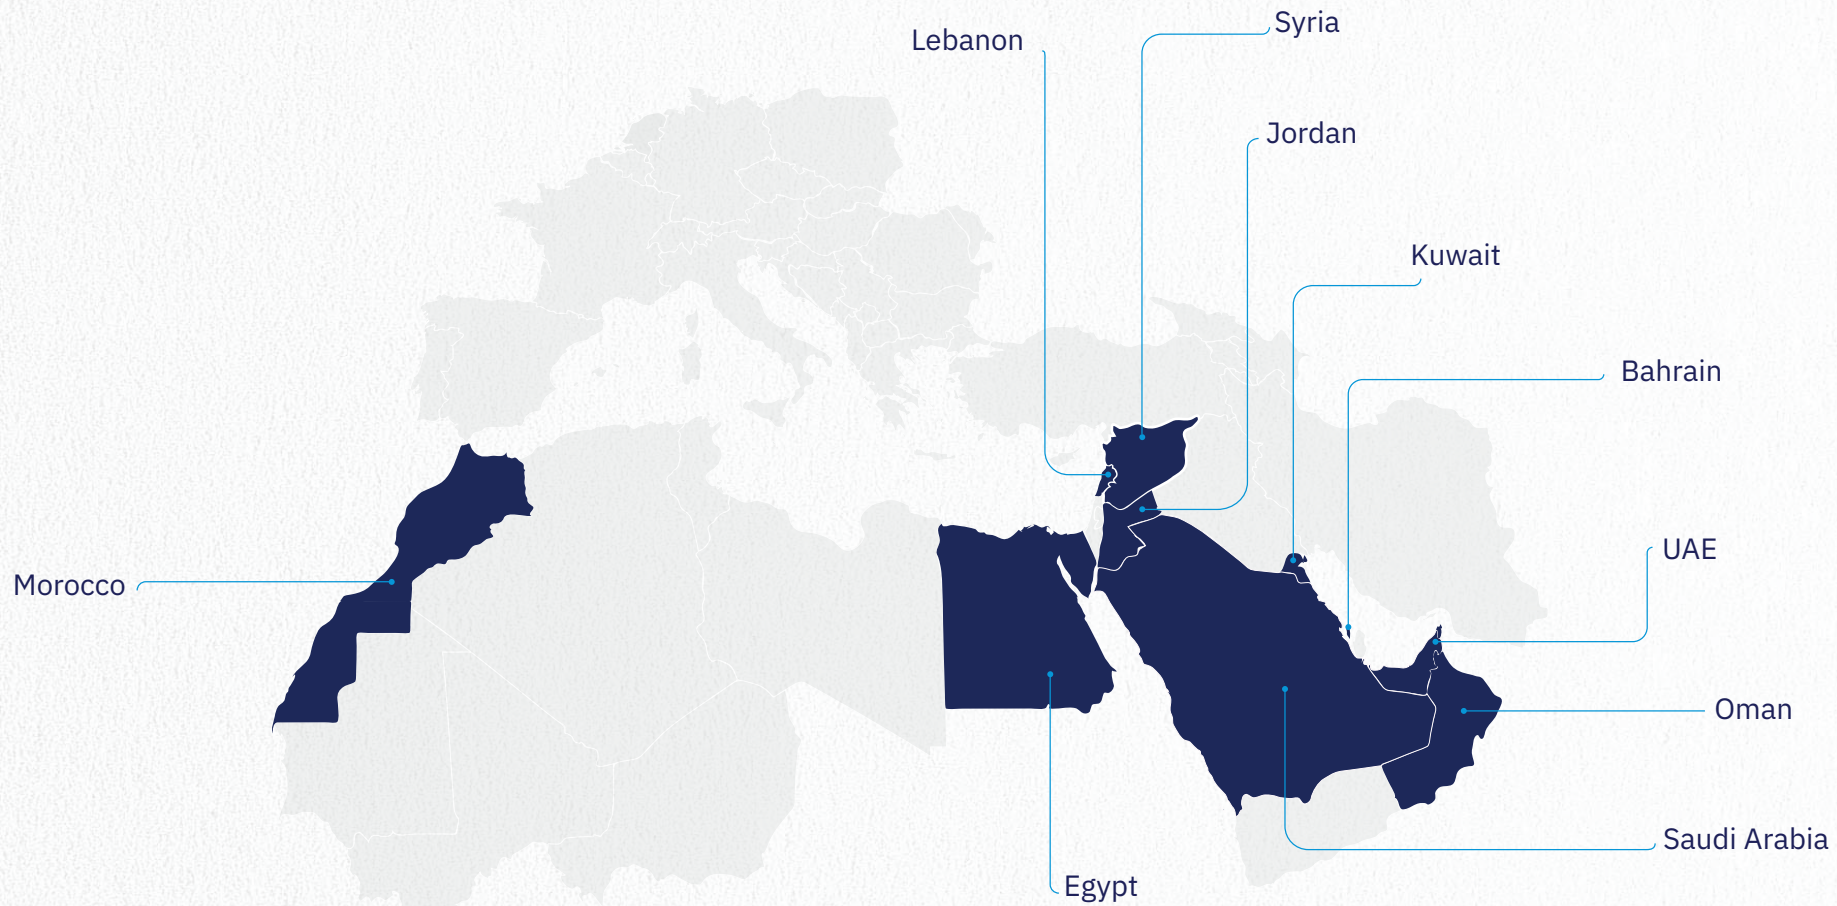 Syria
Lebanon
Jordan
Kuwait
Bahrain
UAE
Morocco
Oman
Saudi Arabia
Egypt